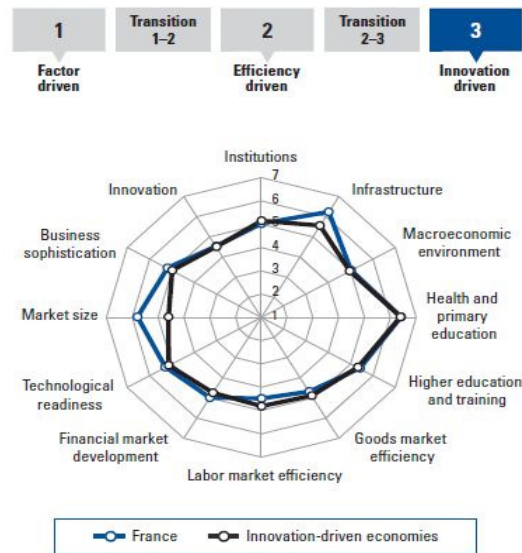 1
Transition
1–2
2
Transition
2–3
3
Factor
driven
Efficiency
driven
Innovation
driven
Institutions
Innovation
Infrastructure
Business
sophistication
Macroeconomic
environment
Market size
Health and
primary
education
Technological
readiness
Higher education
and training
Financial market
development
Goods market
efficiency
Labor market efficiency
7
6
5
4
3
2
1
France
Innovation-driven economies